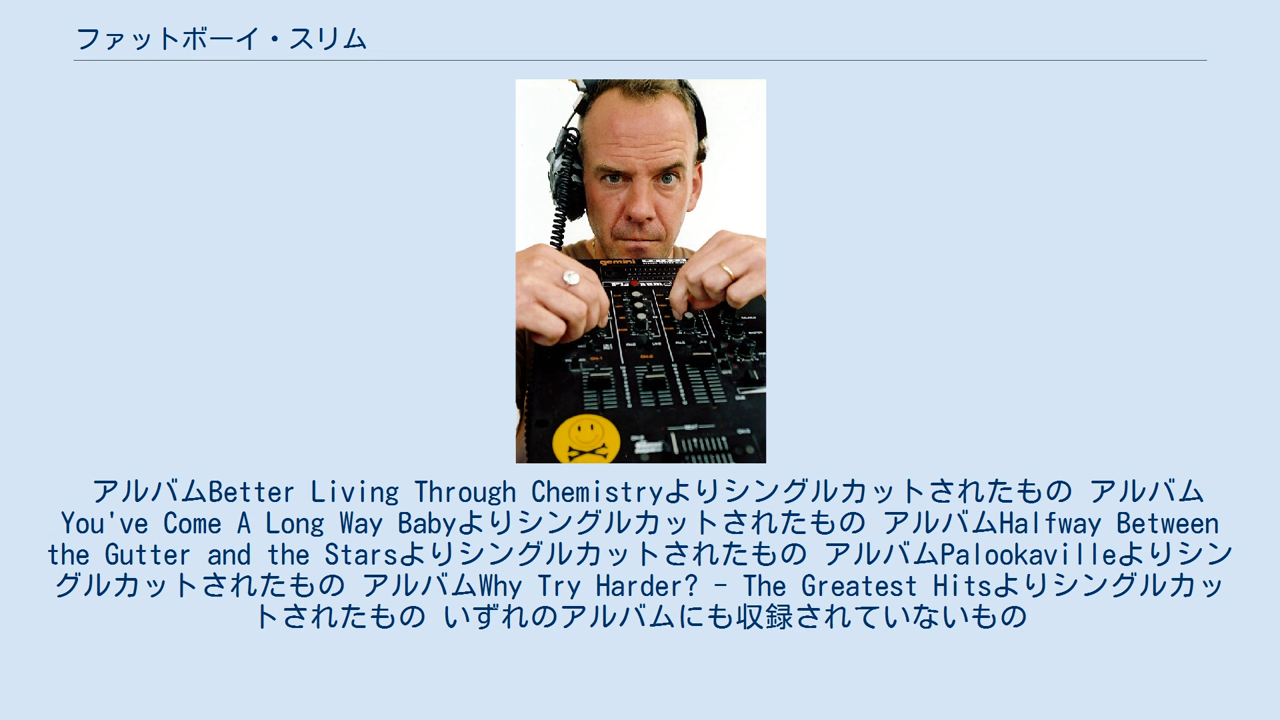 ファットボーイ・スリム
gemini
アルバムBetter Living Through Chemistryよりシングルカットされたもの アルバム
You've Come A Long Way Babyよりシングルカットされたもの アルバムHalfway Between
the Gutter and the Starsよりシングルカットされたもの アルバムPalookavilleよりシン
グルカットされたもの アルバムWhy Try Harder? - The Greatest Hitsよりシングルカッ
トされたもの いずれのアルバムにも収録されていないもの